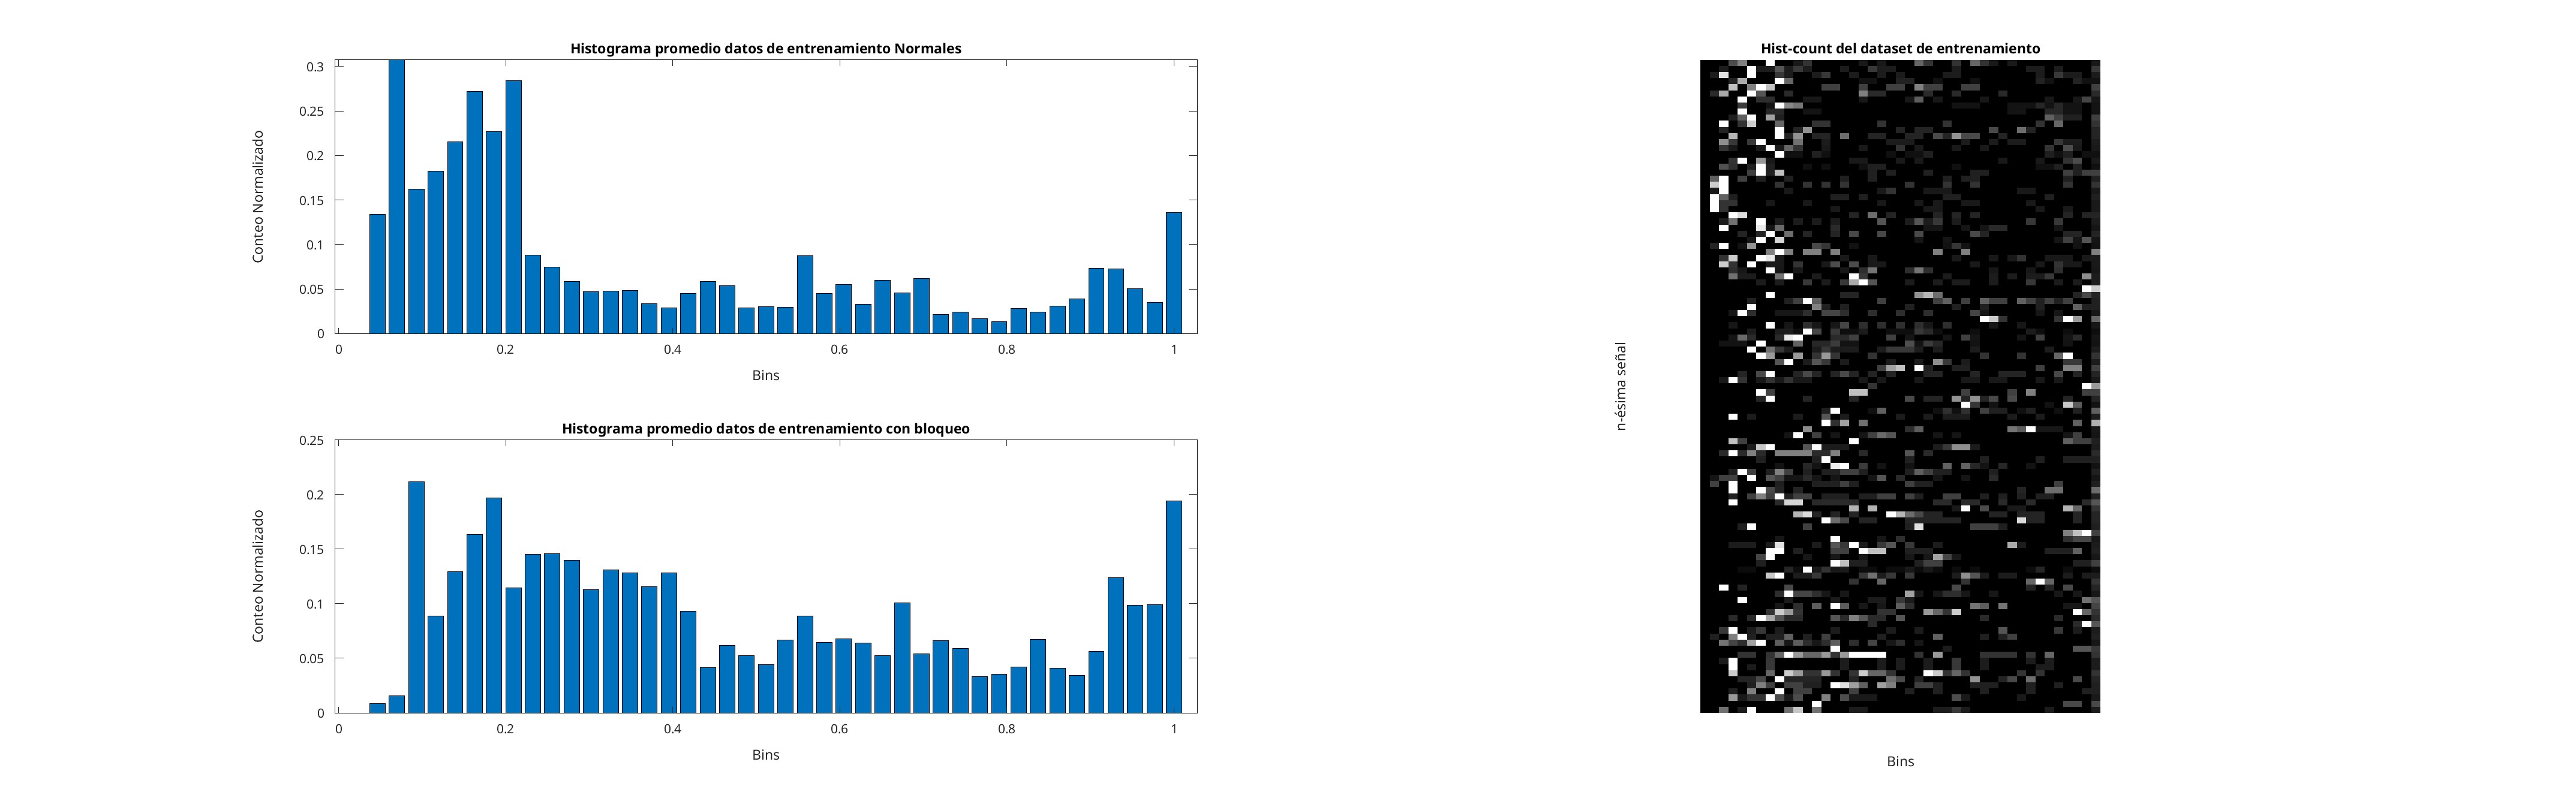 Histograma promedio datos de entrenamiento Normales
0.3
0.25
0.2
0.15
0.1
0.05
0
Conteo Normalizado
0 0.2 0.4 0.6 0.8 1
Bins
Histograma promedio datos de entrenamiento con bloqueo
0.25
0.2
0.15
0.1
0.05
0
Conteo Normalizado
0 0.2 0.4 0.6 0.8 1
Bins
Hist-count del dataset de entrenamiento
n-ésima señal
Bins